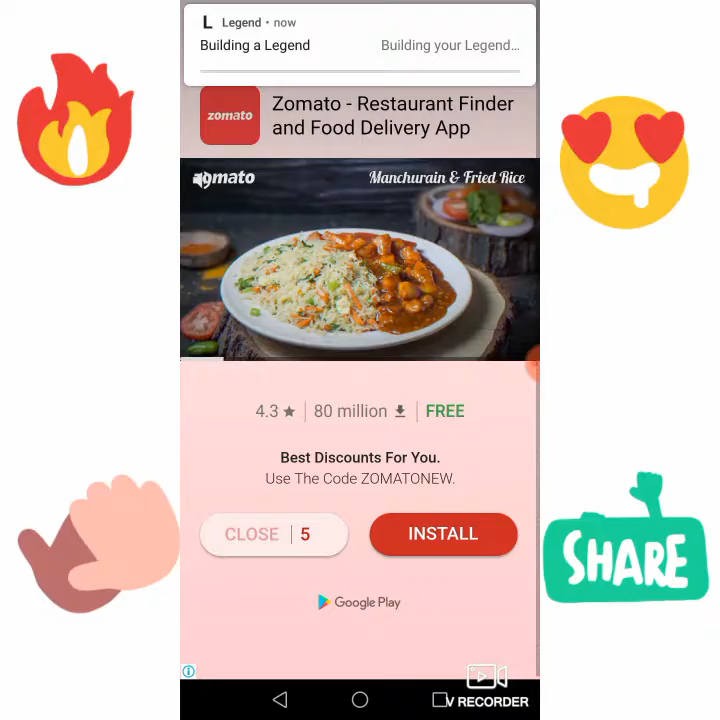 L Legend • now
Building a Legend Building your Legend...
zomato
Zomato - Restaurant Finder
and Food Delivery App
zomato
Manchurain & Fried Rice
4.3 80 million FREE
Best Discounts For You.
Use The Code ZOMATONEW.
CLOSE 5 INSTALL
Google Play
SHARE
V RECORDER